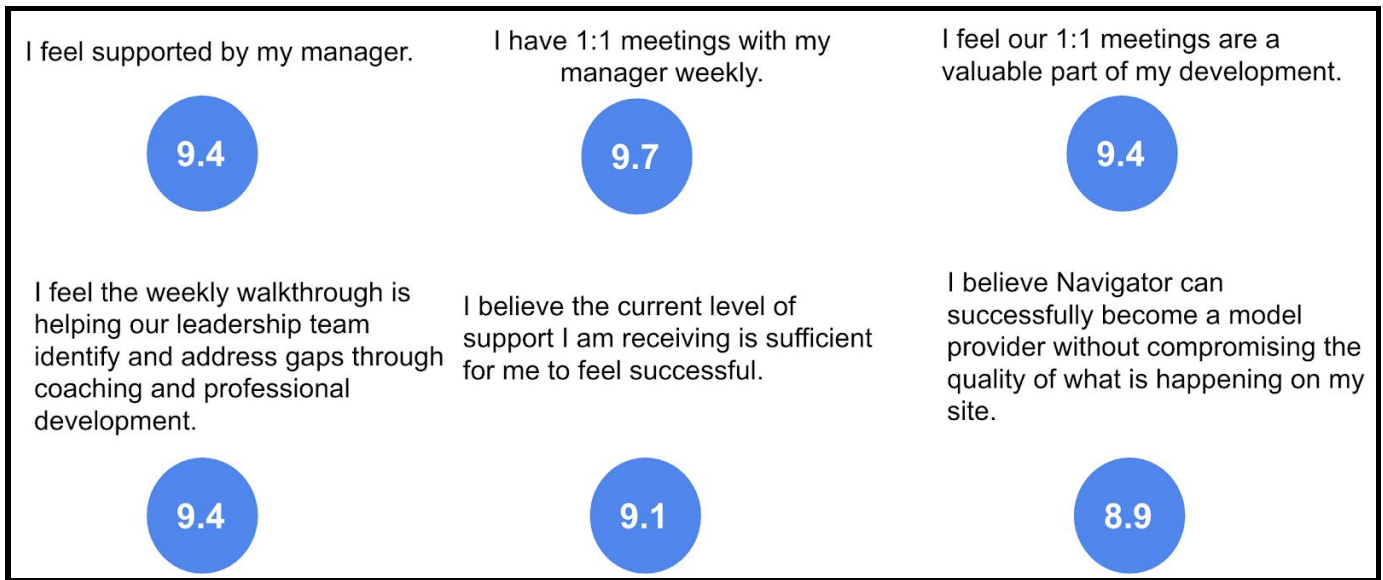 I feel supported by my manager.
9.4
I have 1:1 meetings with my
manager weekly.
9.7
I feel our 1:1 meetings are a
valuable part of my development.
9.4
I feel the weekly walkthrough is
helping our leadership team
identify and address gaps through
coaching and professional
development.
9.4
I believe the current level of
support I am receiving is sufficient
for me to feel successful.
9.1
I believe Navigator can
successfully become a model
provider without compromising the
quality of what is happening on my
site.
8.9